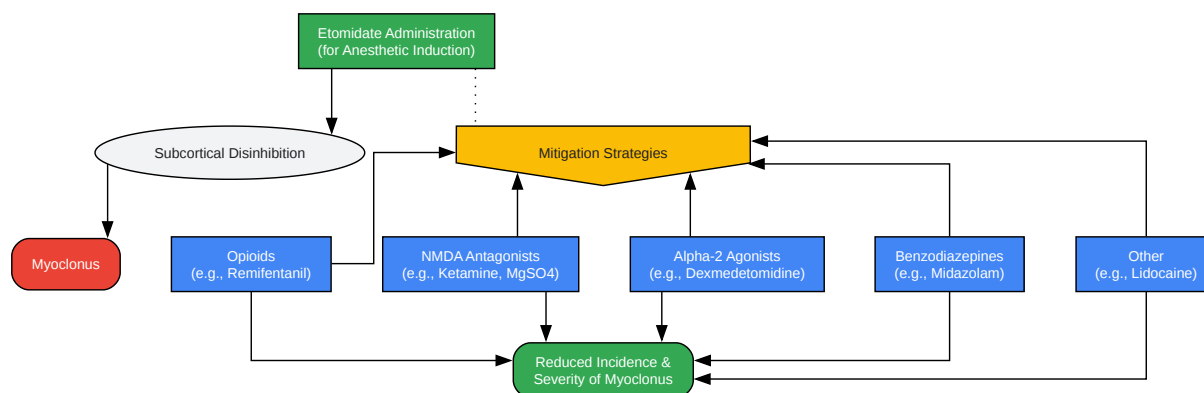 Etomidate Administration
(for Anesthetic Induction)
Subcortical Disinhibition
Mitigation Strategies
Myoclonus
Opioids
(e.g., Remifentanil)
NMDA Antagonists
(e.g., Ketamine, MgSO4)
Alpha-2 Agonists
(e.g., Dexmedetomidine)
Benzodiazepines
(e.g., Midazolam)
Other
(e.g., Lidocaine)
Reduced Incidence &
Severity of Myoclonus